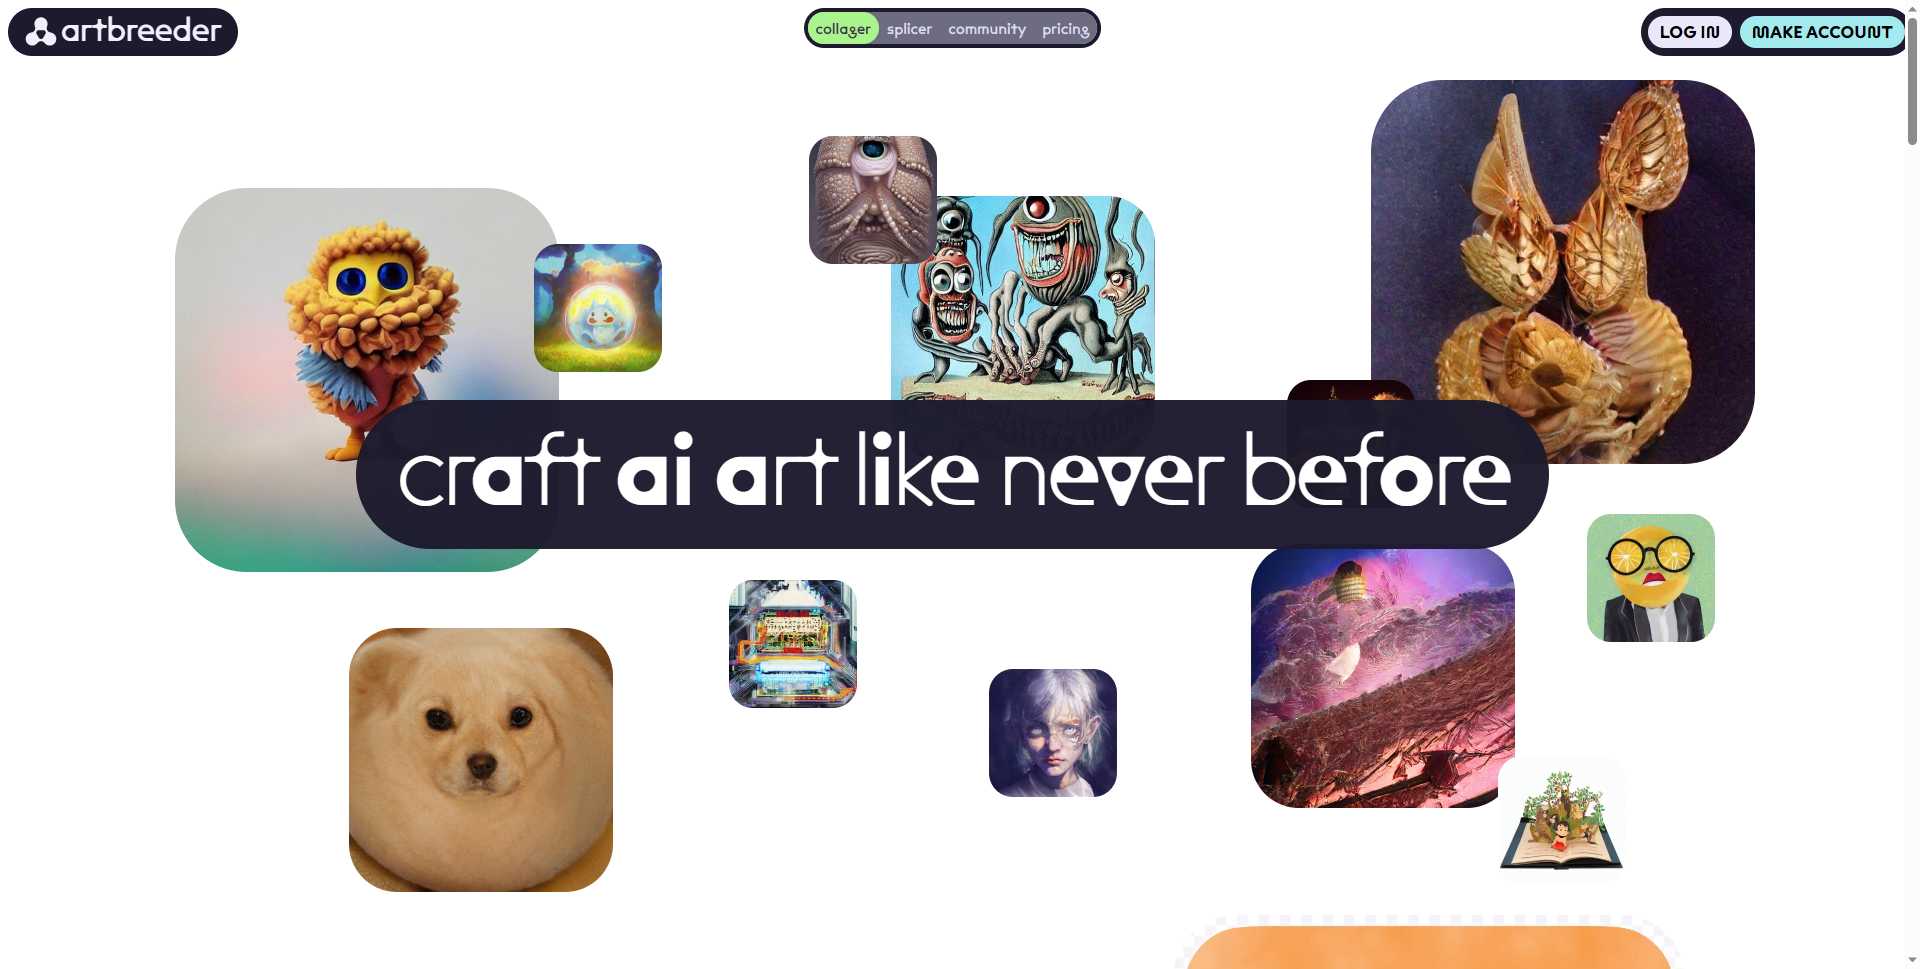 artbreeder
collager splicer community pricing
LOG IN MAKE ACCOUNT
craft ai art like never before